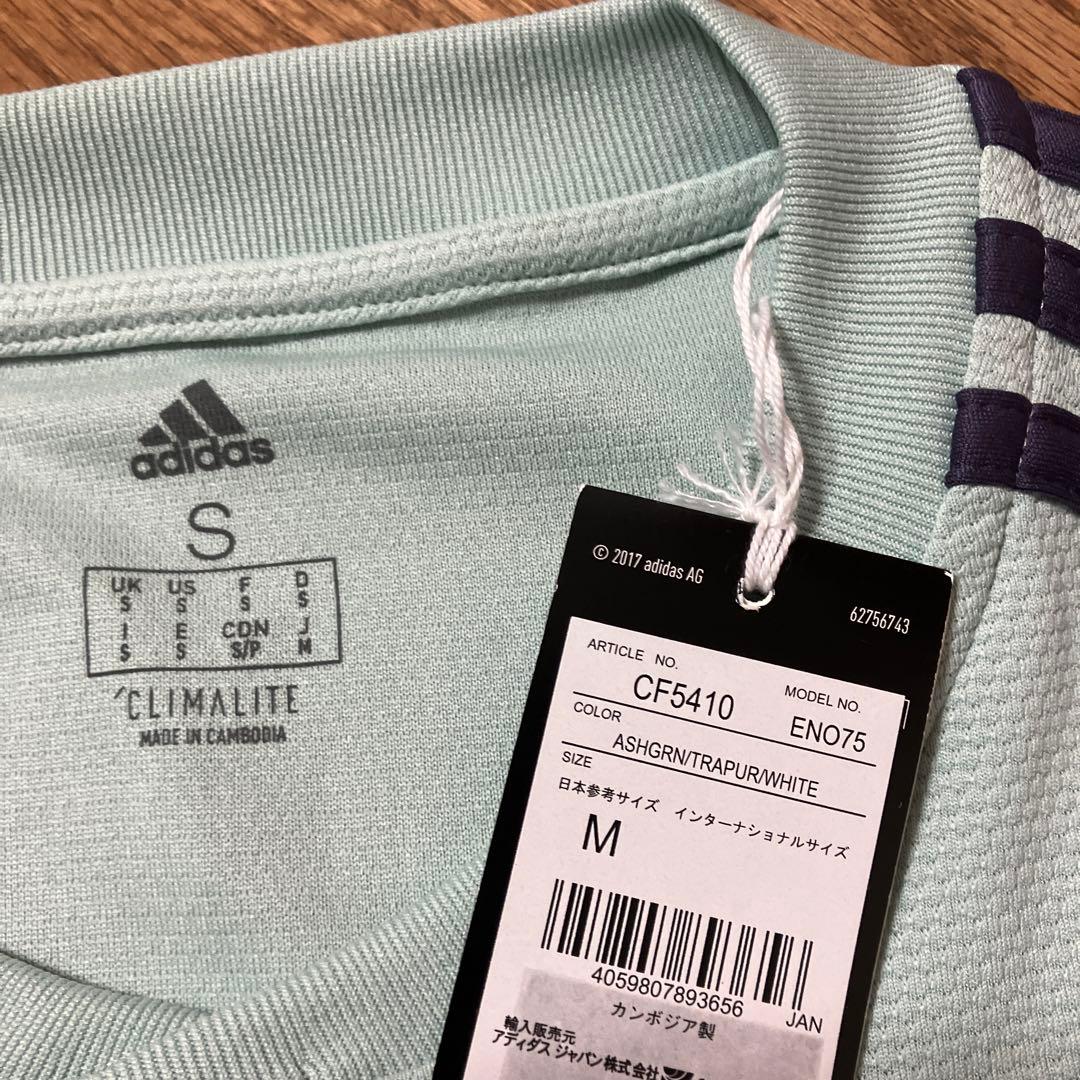 adidas
S
UK US F D
S S S S
I E CDN J
S S S/P M
CLIMALITE
MADE IN CAMBODIA
© 2017 adidas AG
62756743
ARTICLE NO.
CF5410
MODEL NO.
ENO75
COLOR
ASHGRN/TRAPUR/WHITE
SIZE
日本参考サイズ インターナショナルサイズ
M
4059807893656
JAN
カンボジア製
輸入販売元
アディダス ジャパン株式会社